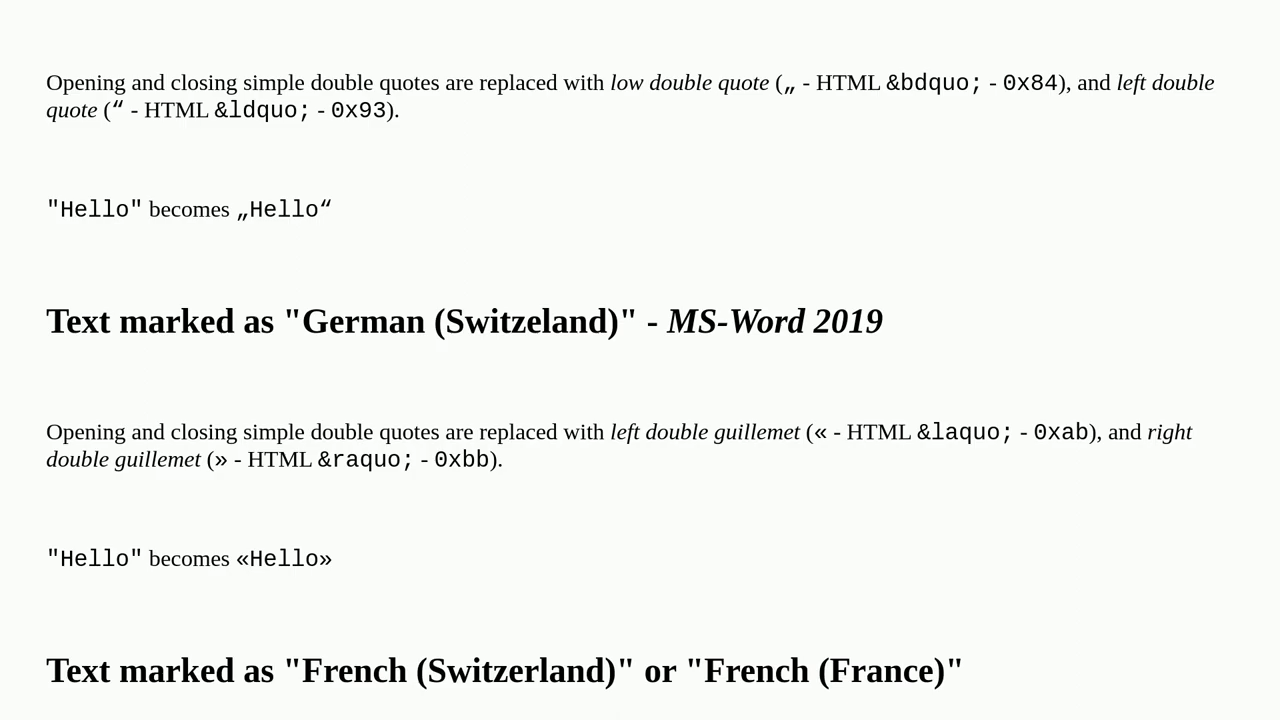 Opening and closing simple double quotes are replaced with low double quote („ - HTML &bdquo; - 0x84), and left double
quote (“ - HTML &ldquo; - 0x93).
"Hello" becomes „Hello“
Text marked as "German (Switzeland)" - MS-Word 2019
Opening and closing simple double quotes are replaced with left double guillemet (« - HTML &laquo; - 0xab), and right
double guillemet (» - HTML &raquo; - 0xbb).
"Hello" becomes «Hello»
Text marked as "French (Switzerland)" or "French (France)"